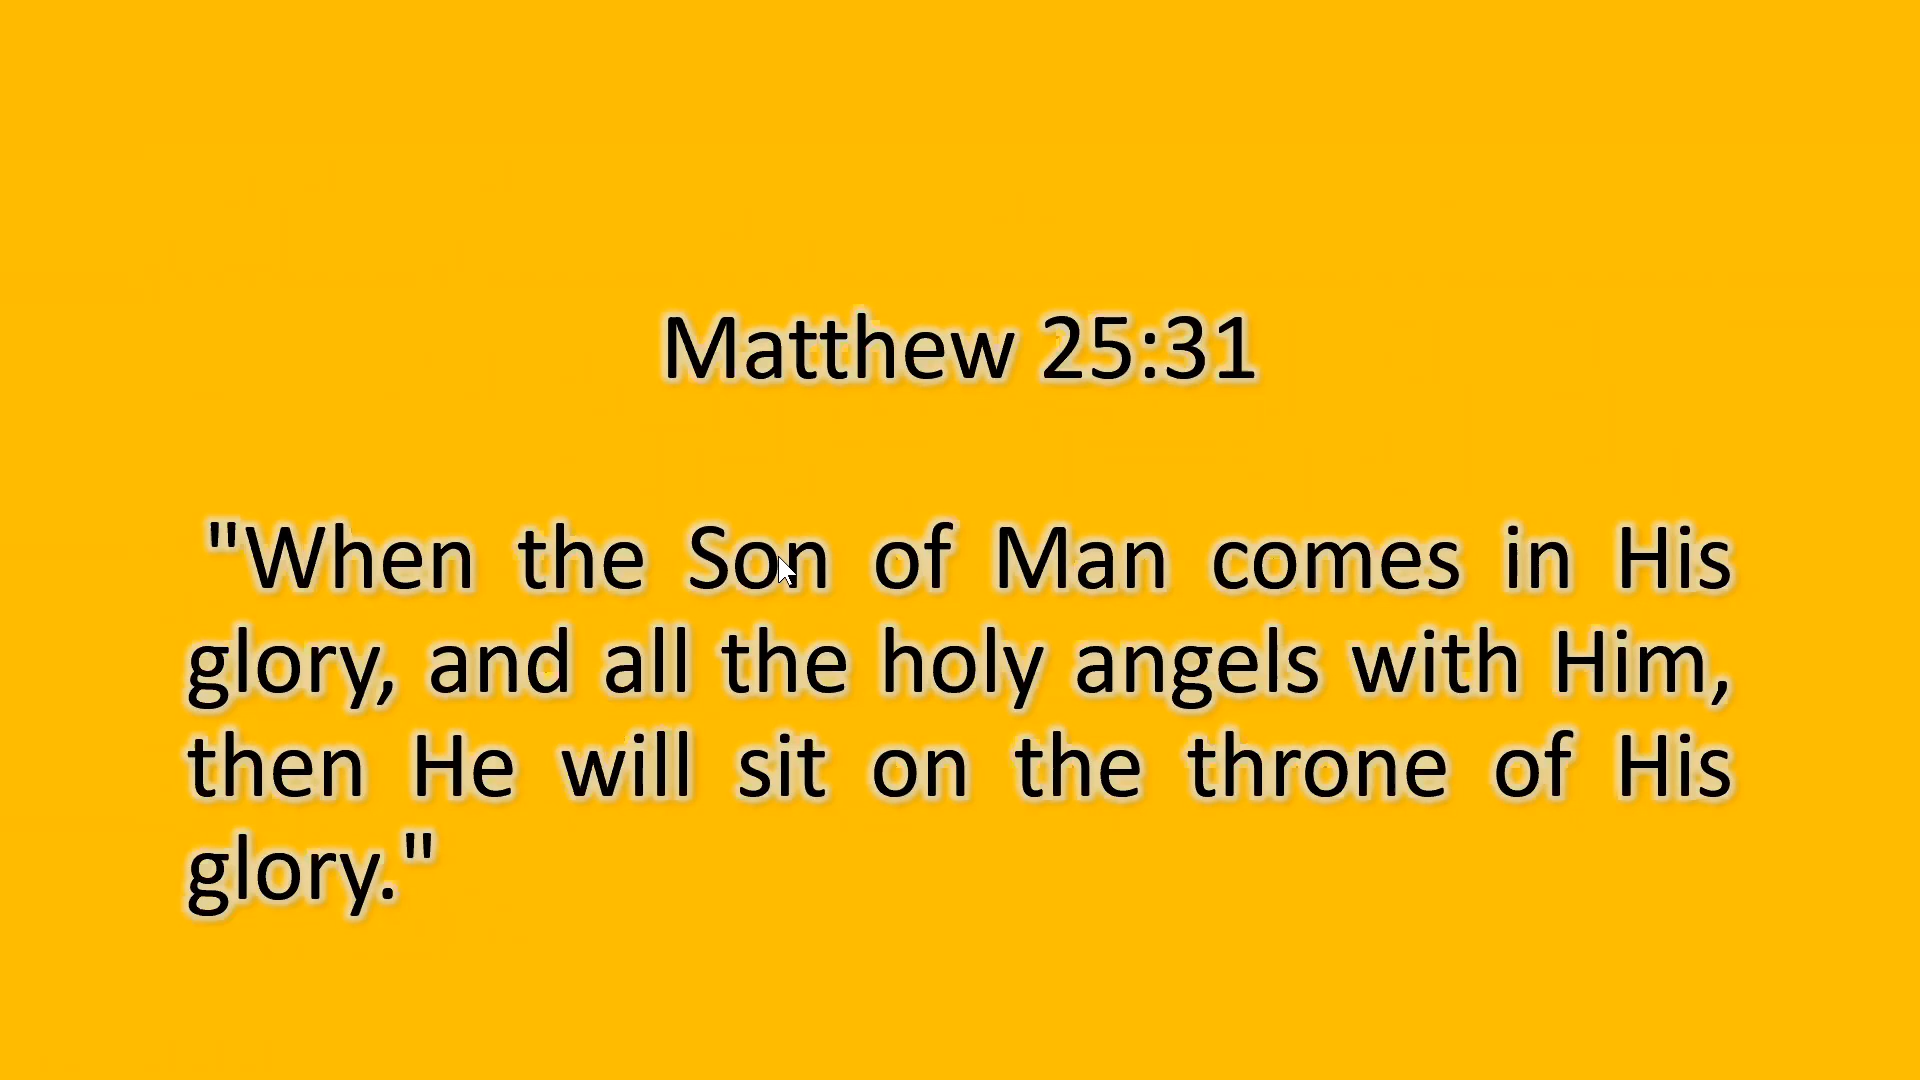 Matthew 25:31
"When the Son of Man comes in His
glory, and all the holy angels with Him,
then He will sit on the throne of His
glory."